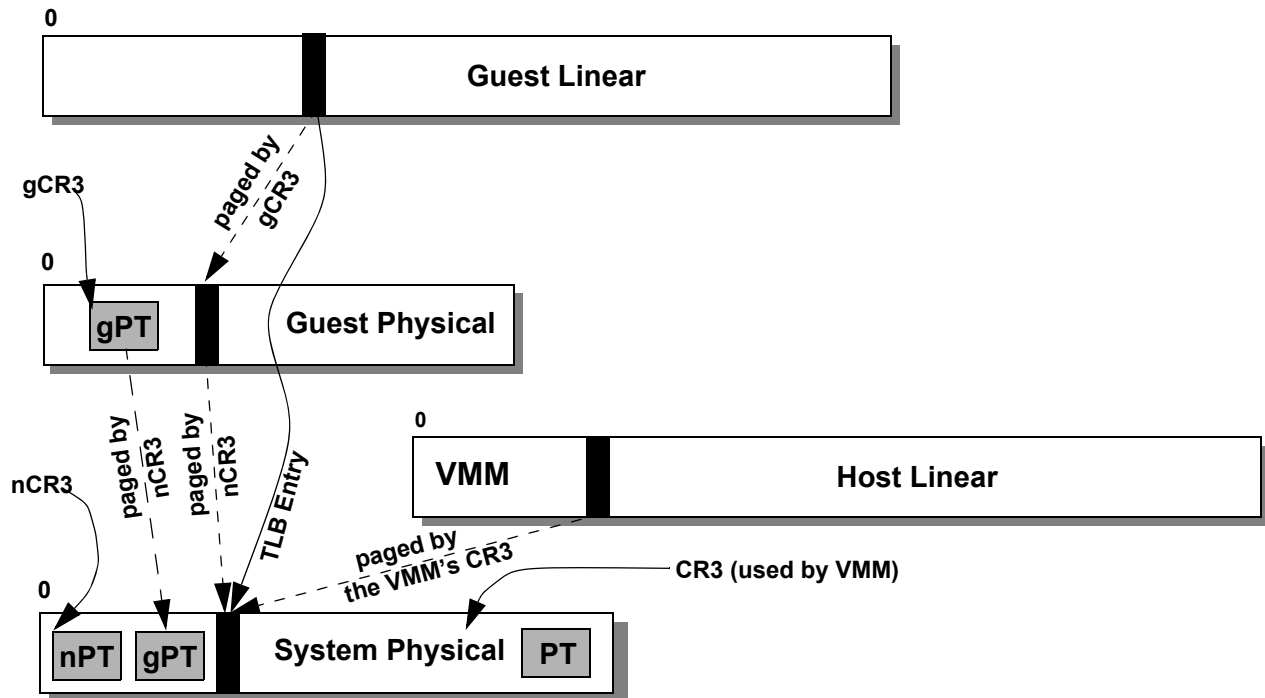 0
Guest Linear
paged by
gCR3
gCR3
0
gPT
Guest Physical
paged by
nCR3
paged by
nCR3
TLB Entry
0
VMM
Host Linear
nCR3
paged by
the VMM's CR3
CR3 (used by VMM)
0
nPT
gPT
System Physical
PT